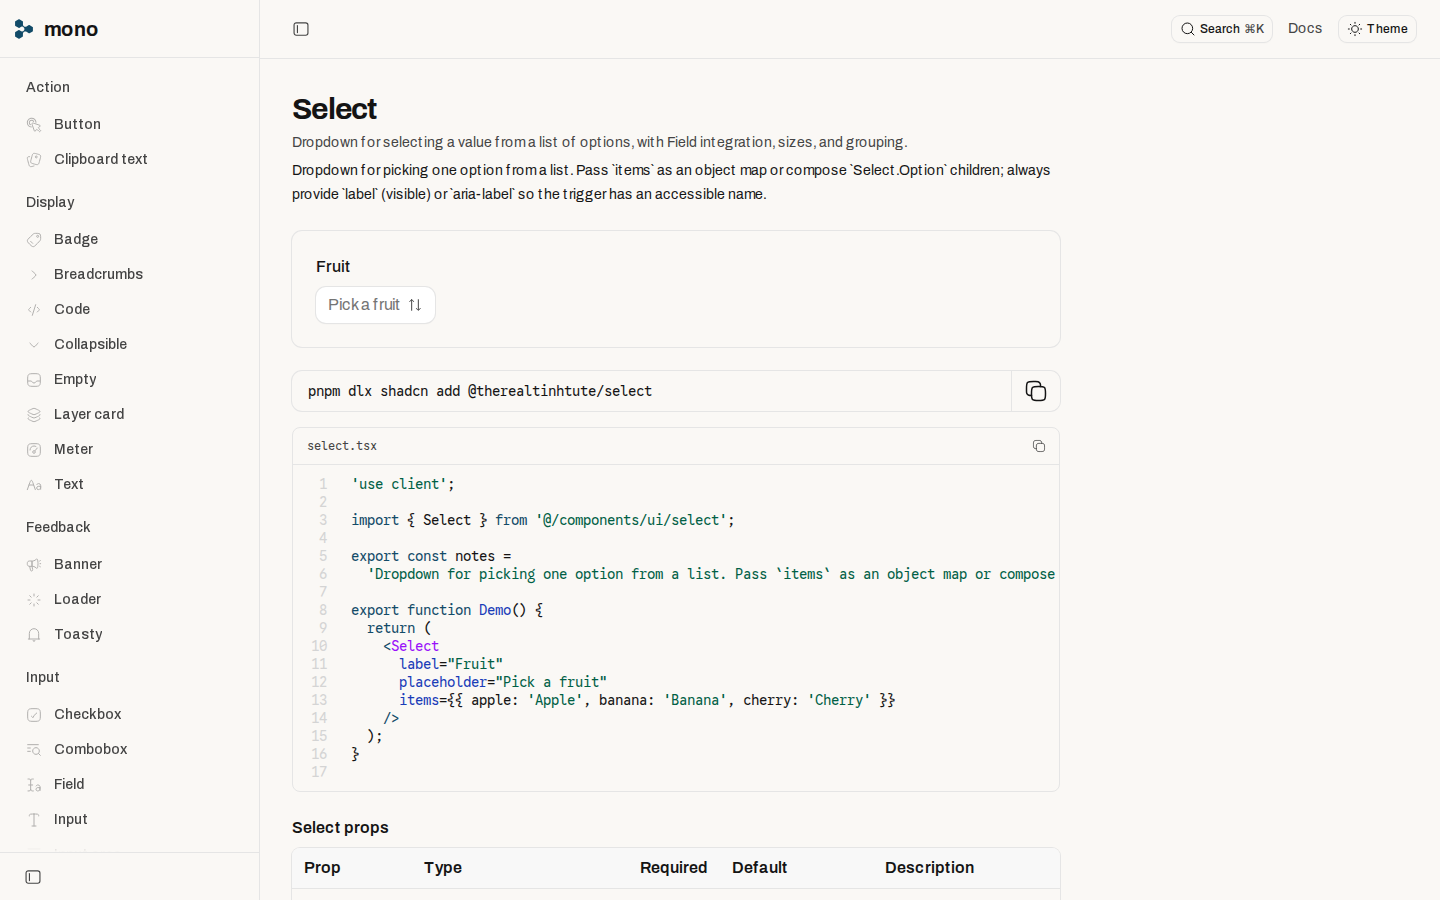 mono
Search ⌘K
Docs
Theme
Action
Button
Clipboard text
Display
Badge
Breadcrumbs
Code
Collapsible
Empty
Layer card
Meter
Text
Feedback
Banner
Loader
Toasty
Input
Checkbox
Combobox
Field
Input
Select
Dropdown for selecting a value from a list of options, with Field integration, sizes, and grouping.
Dropdown for picking one option from a list. Pass `items` as an object map or compose `Select.Option` children; always
provide `label` (visible) or `aria-label` so the trigger has an accessible name.
Fruit
Pick a fruit
pnpm dlx shadcn add @therealtinhtute/select
select.tsx
1 'use client';
2
3 import { Select } from '@/components/ui/select';
4
5 export const notes =
6 'Dropdown for picking one option from a list. Pass `items` as an object map or compose
7
8 export function Demo() {
9 return (
10 <Select
11 label="Fruit"
12 placeholder="Pick a fruit"
13 items={{ apple: 'Apple', banana: 'Banana', cherry: 'Cherry' }}
14 />
15 );
16 }
17
Select props
Prop Type Required Default Description